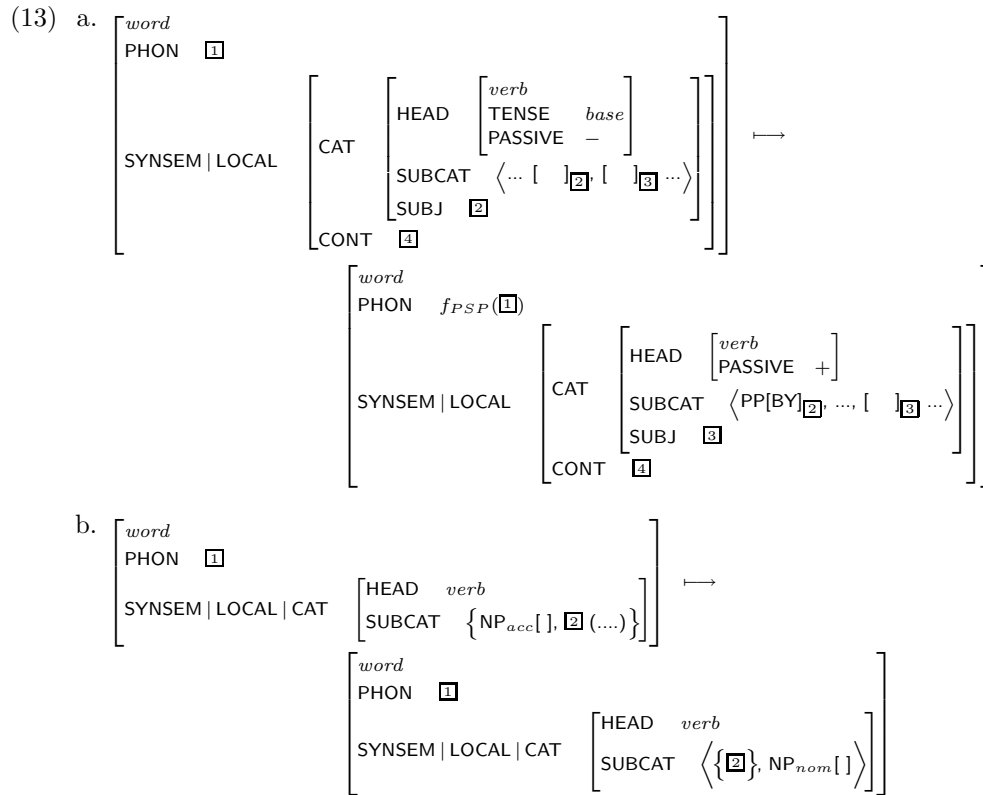 (13) a. word
PHON 1
HEAD verb
TENSE base
PASSIVE −
SYNSEM | LOCAL CAT
SUBCAT ⟨... [ ]2, [ ]3 ...⟩
SUBJ 2
CONT 4
⟼
word
PHON fPSP(1)
HEAD verb
PASSIVE +
SYNSEM | LOCAL CAT
SUBCAT ⟨PP[BY]2, ..., [ ]3 ...⟩
SUBJ 3
CONT 4
b. word
PHON 1
HEAD verb
SYNSEM | LOCAL | CAT
SUBCAT {NPacc[ ], 2 (....)}
⟼
word
PHON 1
HEAD verb
SYNSEM | LOCAL | CAT
SUBCAT ⟨{2}, NPnom[ ]⟩